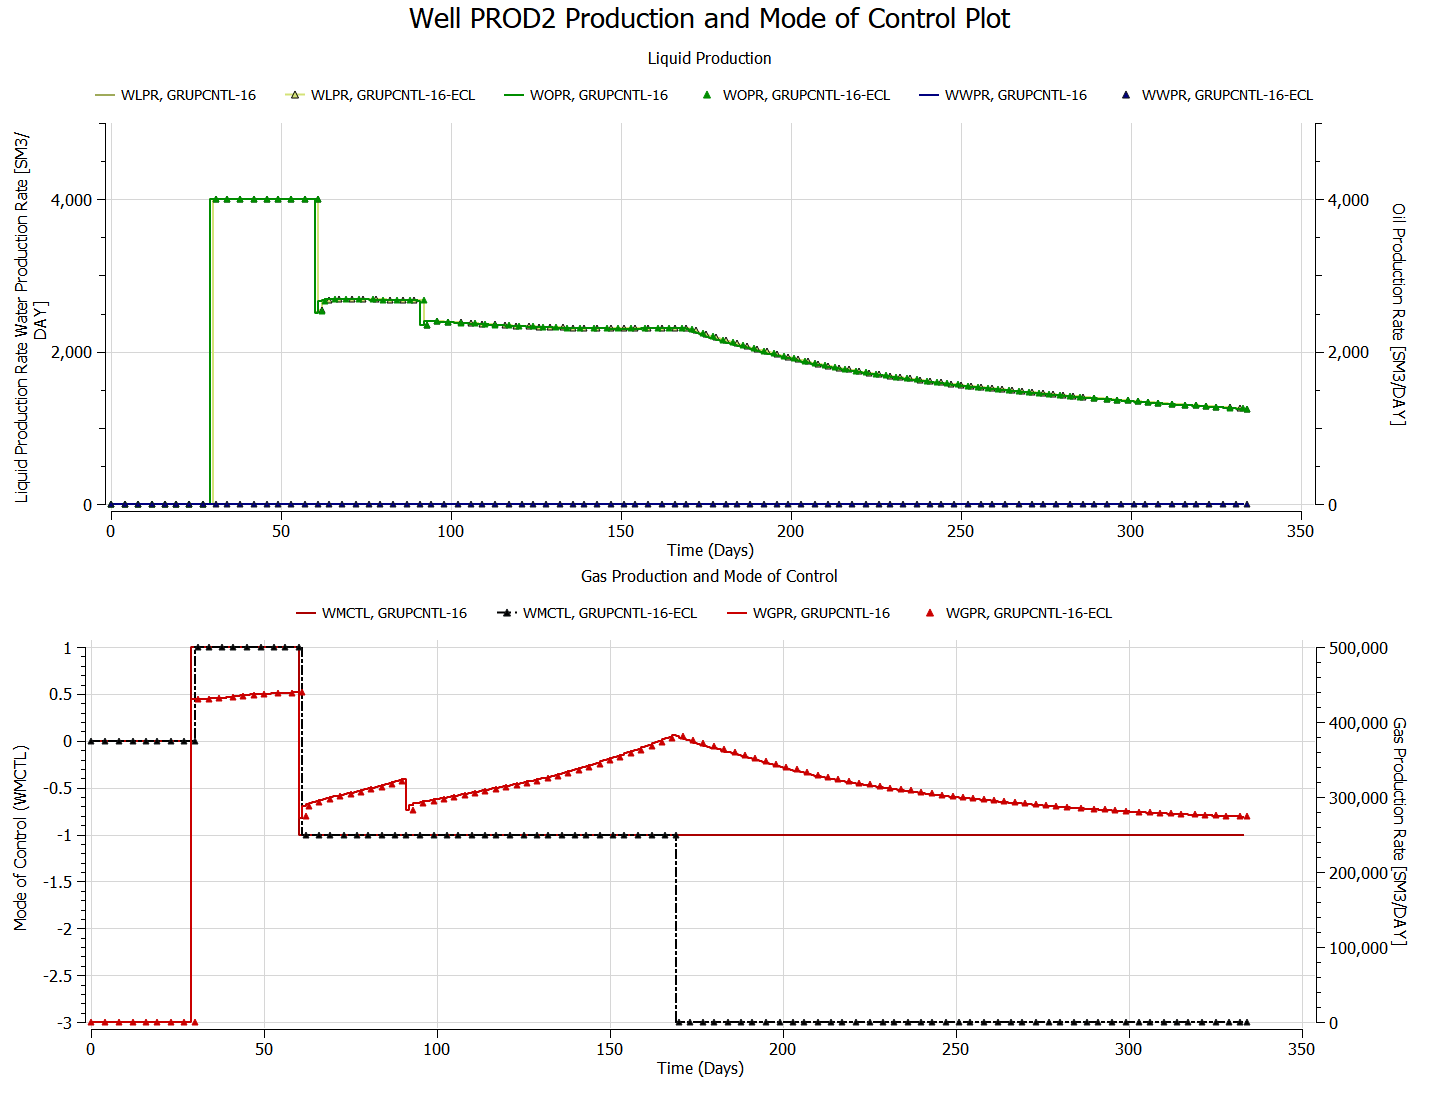 Well PROD2 Production and Mode of Control Plot
Liquid Production
WLPR, GRUPCNTL-16 WLPR, GRUPCNTL-16-ECL WOPR, GRUPCNTL-16 WOPR, GRUPCNTL-16-ECL WWPR, GRUPCNTL-16 WWPR, GRUPCNTL-16-ECL
Liquid Production Rate Water Production Rate [SM3/
DAY]
4,000
2,000
0
4,000
2,000
0
Oil Production Rate [SM3/DAY]
0 50 100 150 200 250 300 350
Time (Days)
Gas Production and Mode of Control
WMCTL, GRUPCNTL-16 WMCTL, GRUPCNTL-16-ECL WGPR, GRUPCNTL-16 WGPR, GRUPCNTL-16-ECL
Mode of Control (WMCTL)
1
0.5
0
-0.5
-1
-1.5
-2
-2.5
-3
500,000
400,000
300,000
200,000
100,000
0
Gas Production Rate [SM3/DAY]
0 50 100 150 200 250 300 350
Time (Days)